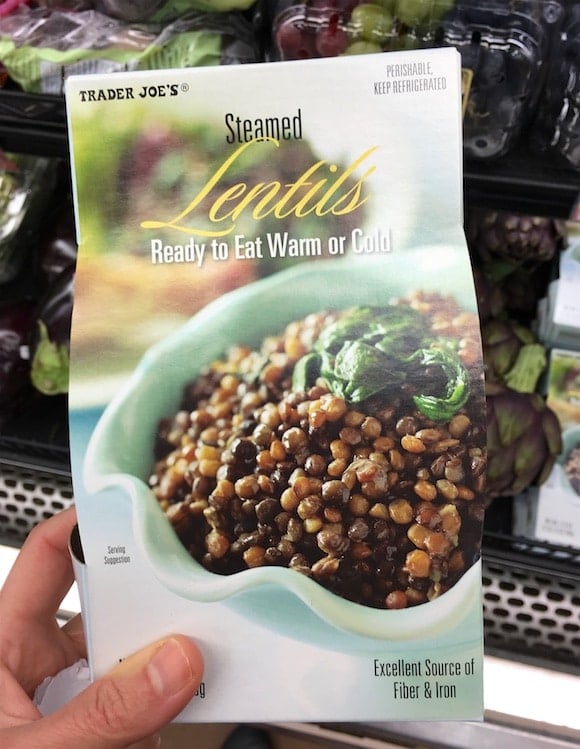 TRADER JOE'S®
PERISHABLE,
KEEP REFRIGERATED
Steamed
Lentils
Ready to Eat Warm or Cold
Serving
Suggestion
Excellent Source of
Fiber & Iron